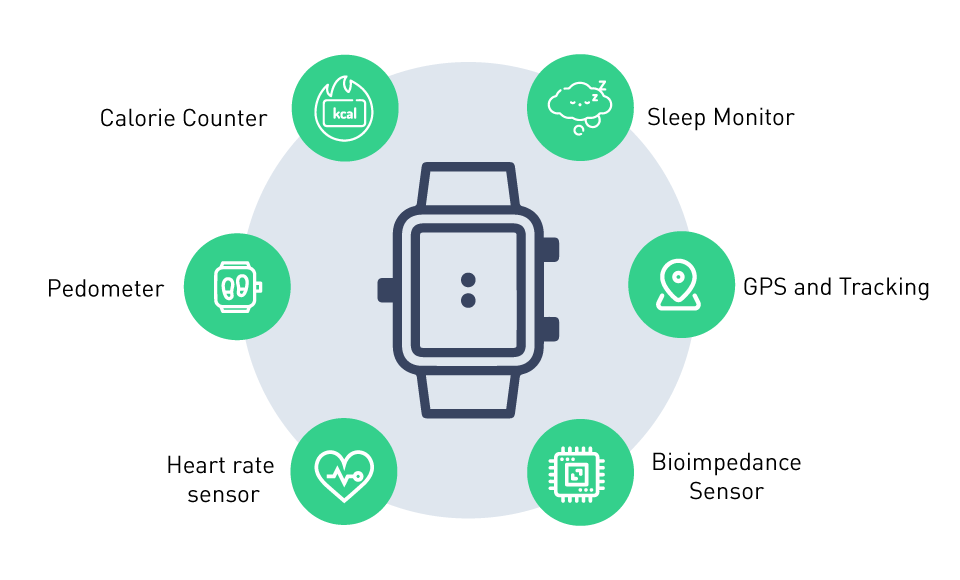 Calorie Counter
kcal
z
z
Sleep Monitor
Pedometer
GPS and Tracking
Heart rate
sensor
Bioimpedance
Sensor